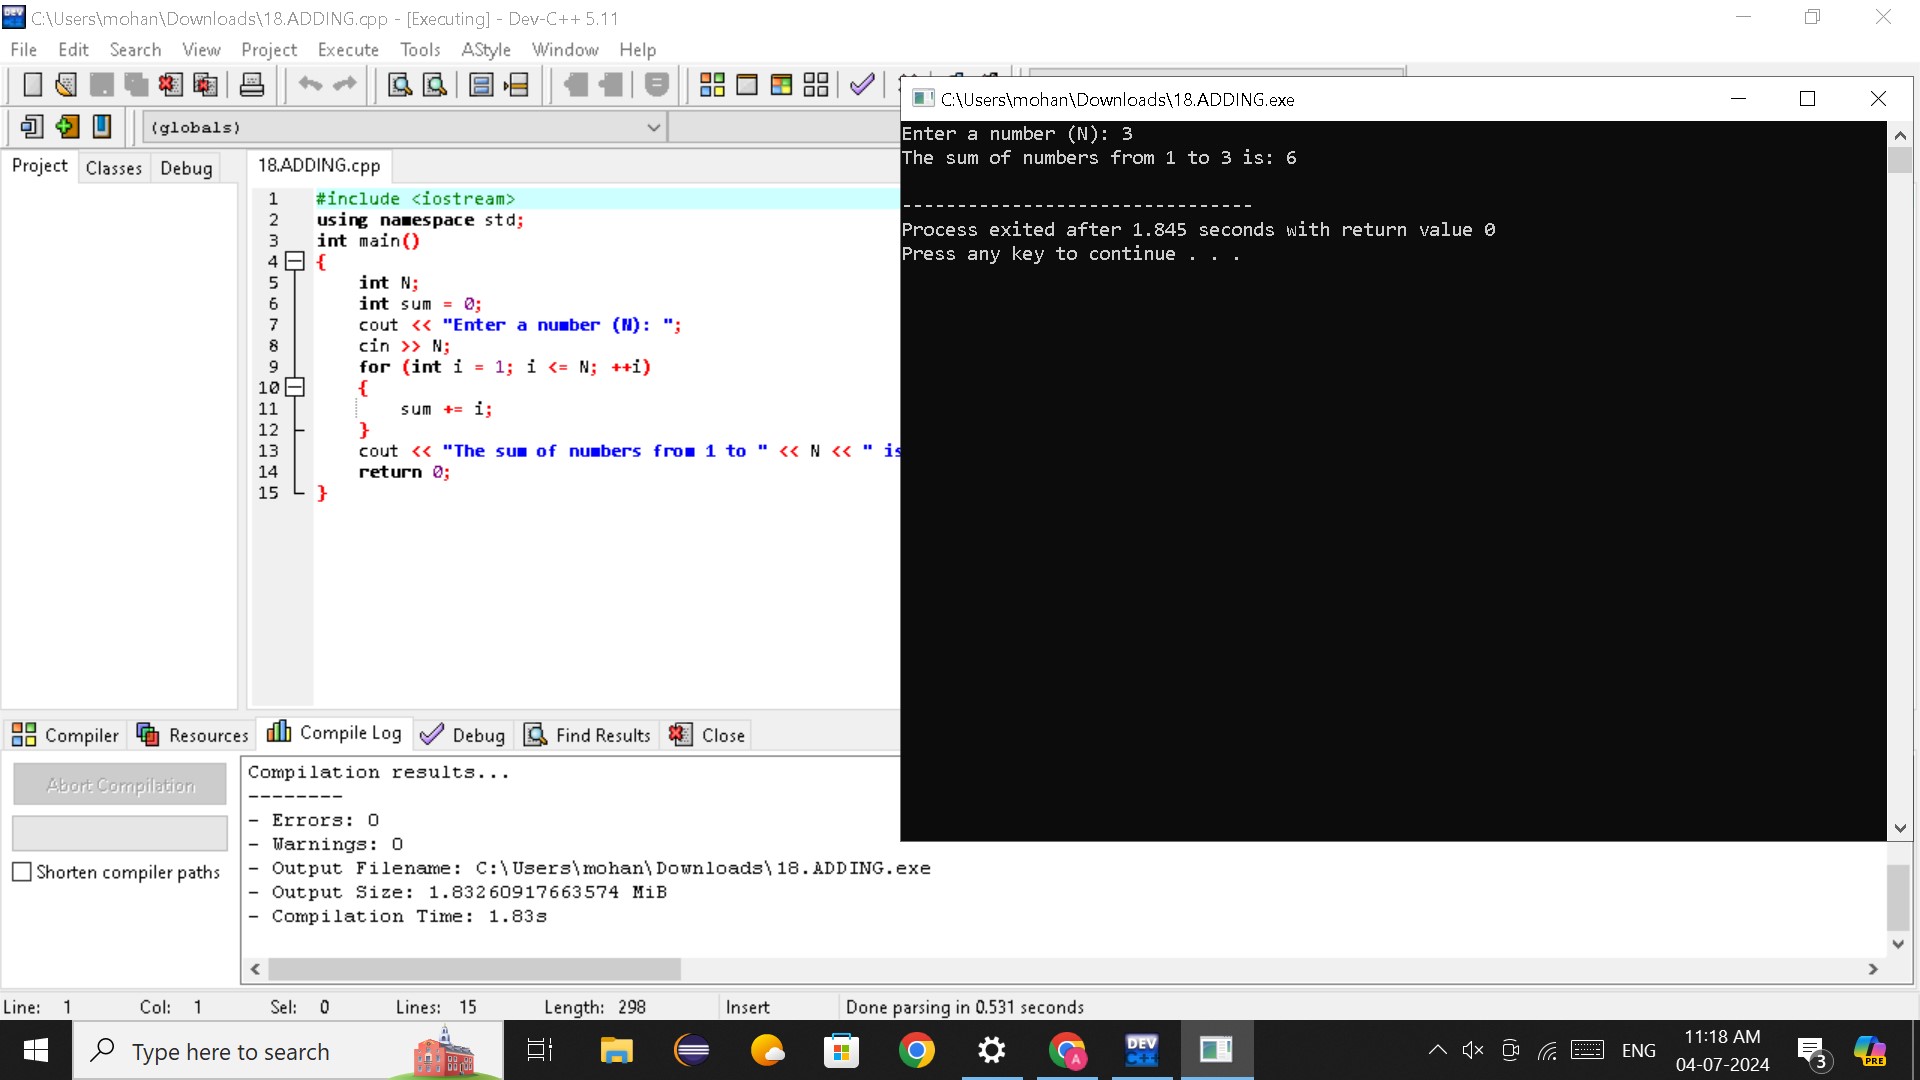 C:\Users\mohan\Downloads\18.ADDING.cpp - [Executing] - Dev-C++ 5.11
File Edit Search View Project Execute Tools AStyle Window Help
(globals)
Project Classes Debug
18.ADDING.cpp
1 #include <iostream>
2 using namespace std;
3 int main()
4 {
5 int N;
6 int sum = 0;
7 cout << "Enter a number (N): ";
8 cin >> N;
9 for (int i = 1; i <= N; ++i)
10 {
11 sum += i;
12 }
13 cout << "The sum of numbers from 1 to " << N << " is
14 return 0;
15 }
C:\Users\mohan\Downloads\18.ADDING.exe
Enter a number (N): 3
The sum of numbers from 1 to 3 is: 6
--------------------------------
Process exited after 1.845 seconds with return value 0
Press any key to continue . . .
Compiler Resources Compile Log Debug Find Results Close
Abort Compilation
Shorten compiler paths
Compilation results...
--------
- Errors: 0
- Warnings: 0
- Output Filename: C:\Users\mohan\Downloads\18.ADDING.exe
- Output Size: 1.83260917663574 MiB
- Compilation Time: 1.83s
Line: 1 Col: 1 Sel: 0 Lines: 15 Length: 298 Insert Done parsing in 0.531 seconds
Type here to search
A
DEV C++
ENG
11:18 AM
04-07-2024
3
PRE